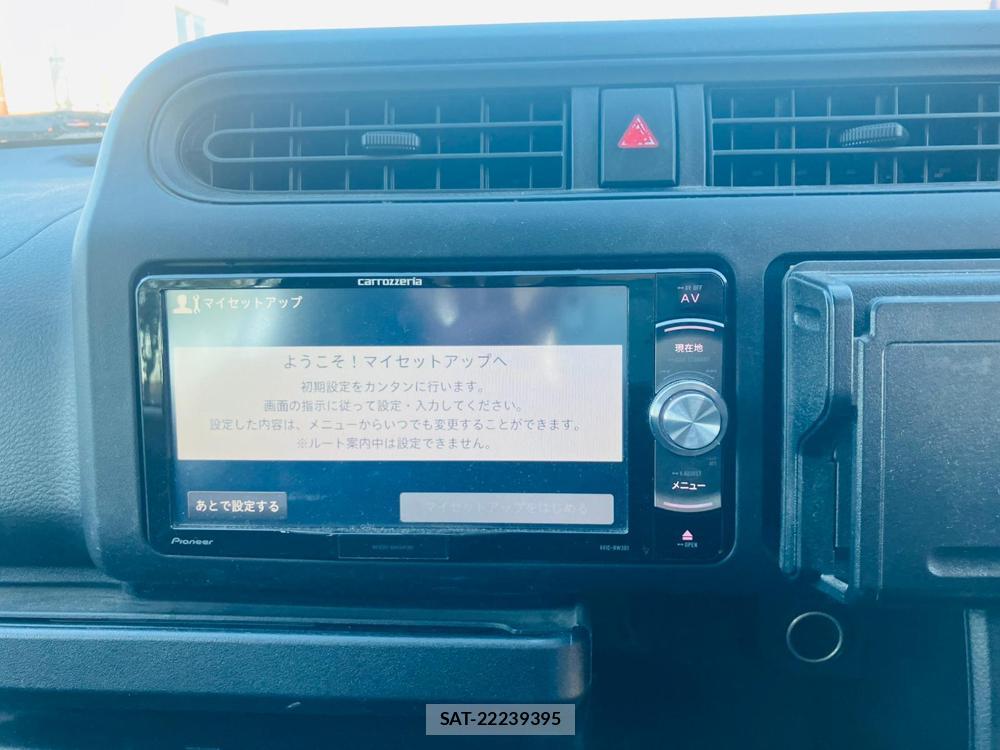 carrozzeria
マイセットアップ
AV OFF
AV
ようこそ！マイセットアップへ
現在地
初期設定をカンタンに行います。
画面の指示に従って設定・入力してください。
設定した内容は、メニューからいつでも変更することができます。
※ルート案内中は設定できません。
メニュー
あとで設定する
マイセットアップをはじめる
OPEN
Pioneer
AVIC-RW301
SAT-22239395